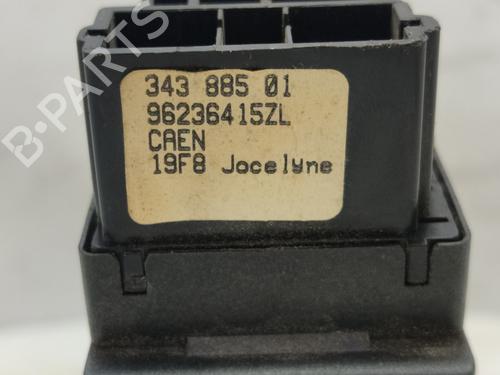 343 885 01
96236415ZL
CAEN
19F8 Jocelyne
B-PARTS